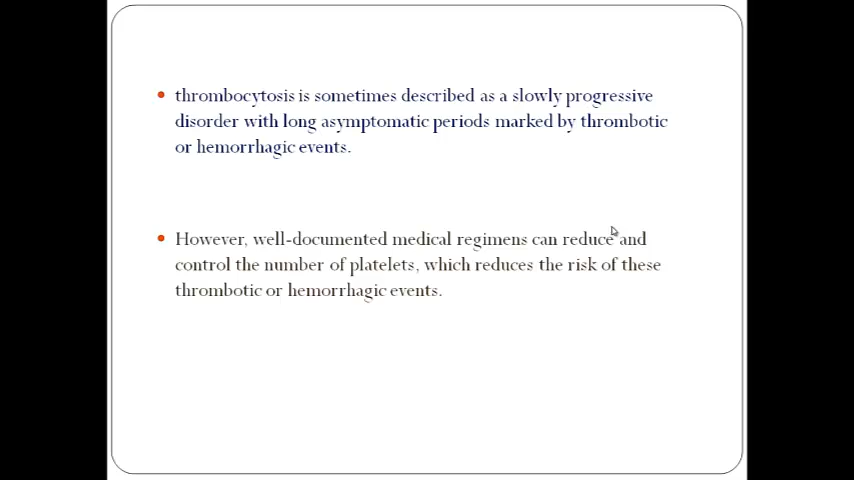 thrombocytosis is sometimes described as a slowly progressive
disorder with long asymptomatic periods marked by thrombotic
or hemorrhagic events.
However, well-documented medical regimens can reduce and
control the number of platelets, which reduces the risk of these
thrombotic or hemorrhagic events.